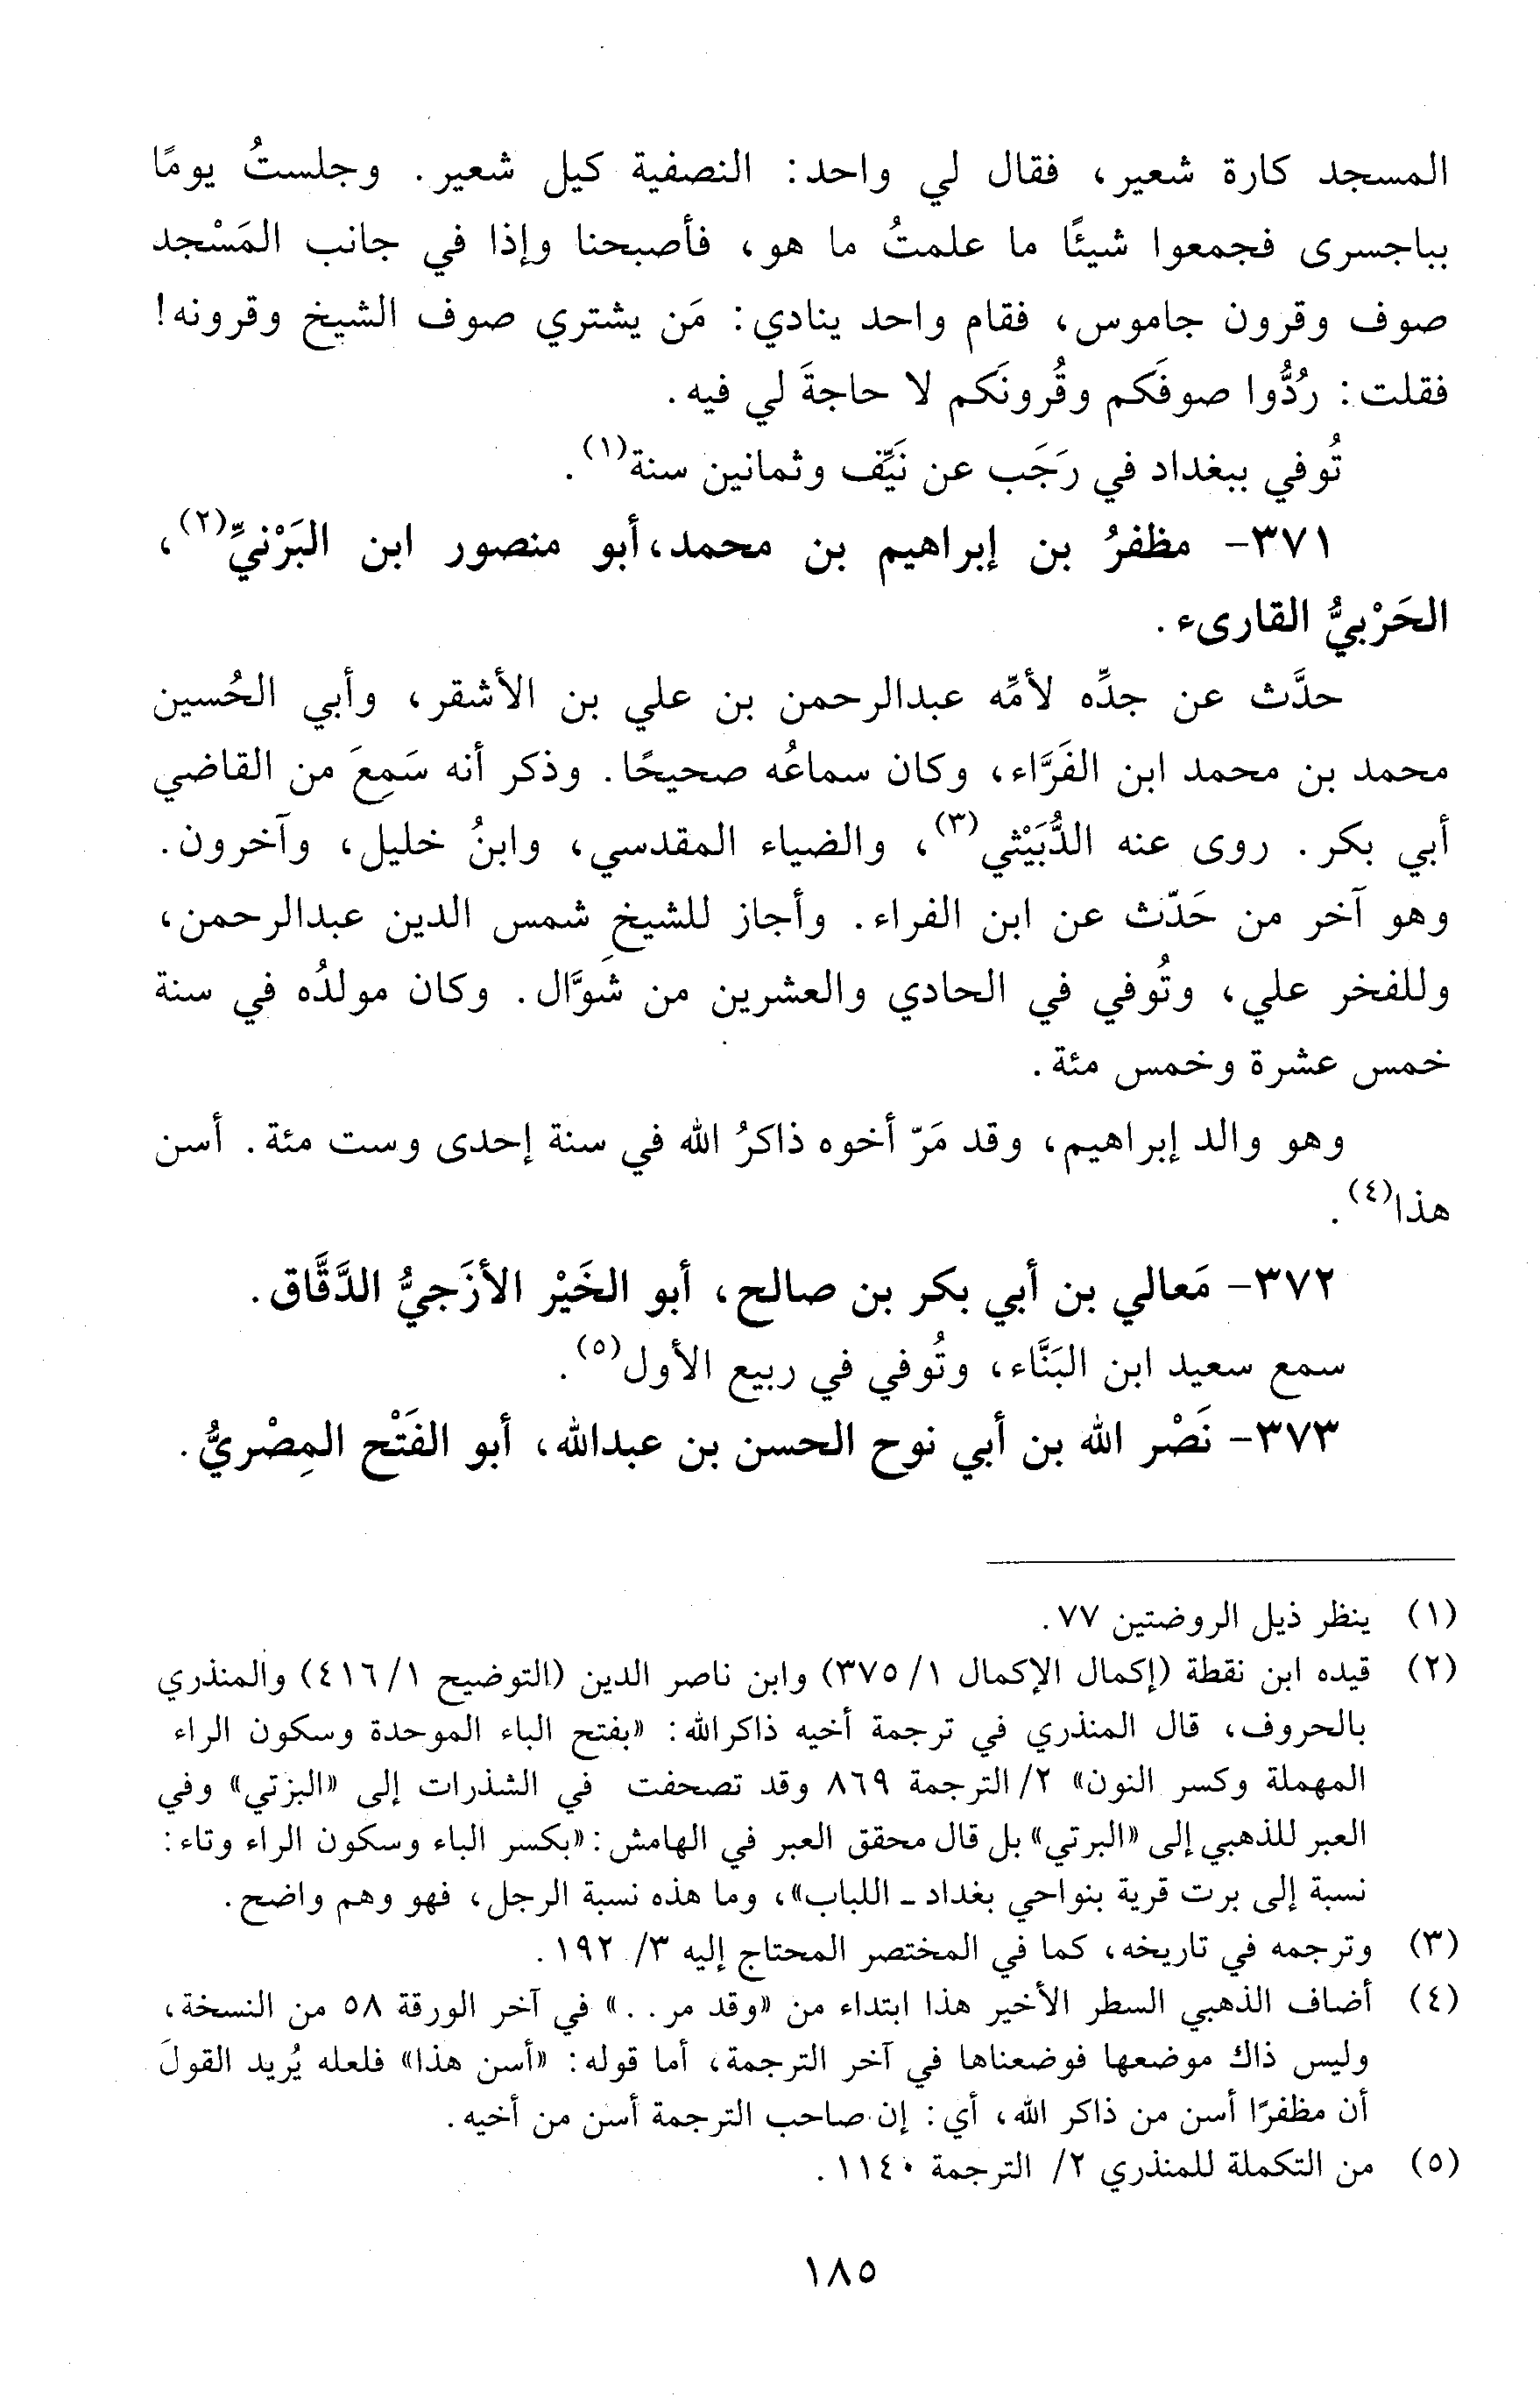 المسجد كارة شعير، فقال لي واحد: النصفية كيل شعير. وجلستُ يومًا
بباجسرى فجمعوا شيئًا ما علمتُ ما هو، فأصبحنا وإذا في جانب المَسْجد
صوف وقرون جاموس، فقام واحد ينادي: مَن يشتري صوف الشيخ وقرونه!
فقلت: رُدُّوا صوفَكم وقُرونَكم لا حاجةَ لي فيه.
تُوفي ببغداد في رَجَب عن نَيِّف وثمانين سنة(١).
٣٧١- مظفرُ بن إبراهيم بن محمد، أبو منصور ابن البَرْنيِّ(٢)،
الحَرْبيُّ القارىء.
حدَّث عن جدِّه لأمِّه عبدالرحمن بن علي بن الأشقر، وأبي الحُسين
محمد بن محمد ابن الفَرَّاء، وكان سماعُه صحيحًا. وذكر أنه سَمِعَ من القاضي
أبي بكر. روى عنه الدُّبَيْثي(٣)، والضياء المقدسي، وابنُ خليل، وآخرون.
وهو آخر من حَدّث عن ابن الفراء. وأجاز للشيخِ شمس الدين عبدالرحمن،
وللفخر علي، وتُوفي في الحادي والعشرين من شَوَّال. وكان مولدُه في سنة
خمس عشرة وخمس مئة.
وهو والد إبراهيم، وقد مَرّ أخوه ذاكرُ الله في سنة إحدى وست مئة. أسن
هذا(٤).
٣٧٢- مَعالي بن أبي بكر بن صالح، أبو الخَيْر الأزَجيُّ الدَّقَّاق.
سمع سعيد ابن البَنَّاء، وتُوفي في ربيع الأول(٥).
٣٧٣- نَصْر الله بن أبي نوح الحسن بن عبدالله، أبو الفَتْح المِصْريُّ.
(١) ينظر ذيل الروضتين ٧٧.
(٢) قيده ابن نقطة (إكمال الإكمال ١/ ٣٧٥) وابن ناصر الدين (التوضيح ١/ ٤١٦) والمنذري
بالحروف، قال المنذري في ترجمة أخيه ذاكرالله: «بفتح الباء الموحدة وسكون الراء
المهملة وكسر النون» ٢/ الترجمة ٨٦٩ وقد تصحفت في الشذرات إلى «البزتي» وفي
العبر للذهبي إلى «البرتي» بل قال محقق العبر في الهامش: «بكسر الباء وسكون الراء وتاء:
نسبة إلى برت قرية بنواحي بغداد - اللباب»، وما هذه نسبة الرجل، فهو وهم واضح.
(٣) وترجمه في تاريخه، كما في المختصر المحتاج إليه ٣/ ١٩٢.
(٤) أضاف الذهبي السطر الأخير هذا ابتداء من «وقد مر..» في آخر الورقة ٥٨ من النسخة،
وليس ذاك موضعها فوضعناها في آخر الترجمة، أما قوله: «أسن هذا» فلعله يُريد القولَ
أن مظفرًا أسن من ذاكر الله، أي: إن صاحب الترجمة أسن من أخيه.
(٥) من التكملة للمنذري ٢/ الترجمة ١١٤٠.
١٨٥